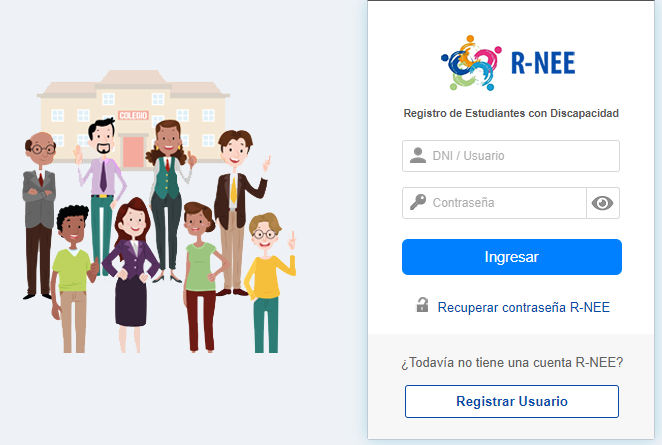 COLEGIO
R-NEE
Registro de Estudiantes con Discapacidad
DNI / Usuario
Contraseña
Ingresar
Recuperar contraseña R-NEE
¿Todavía no tiene una cuenta R-NEE?
Registrar Usuario